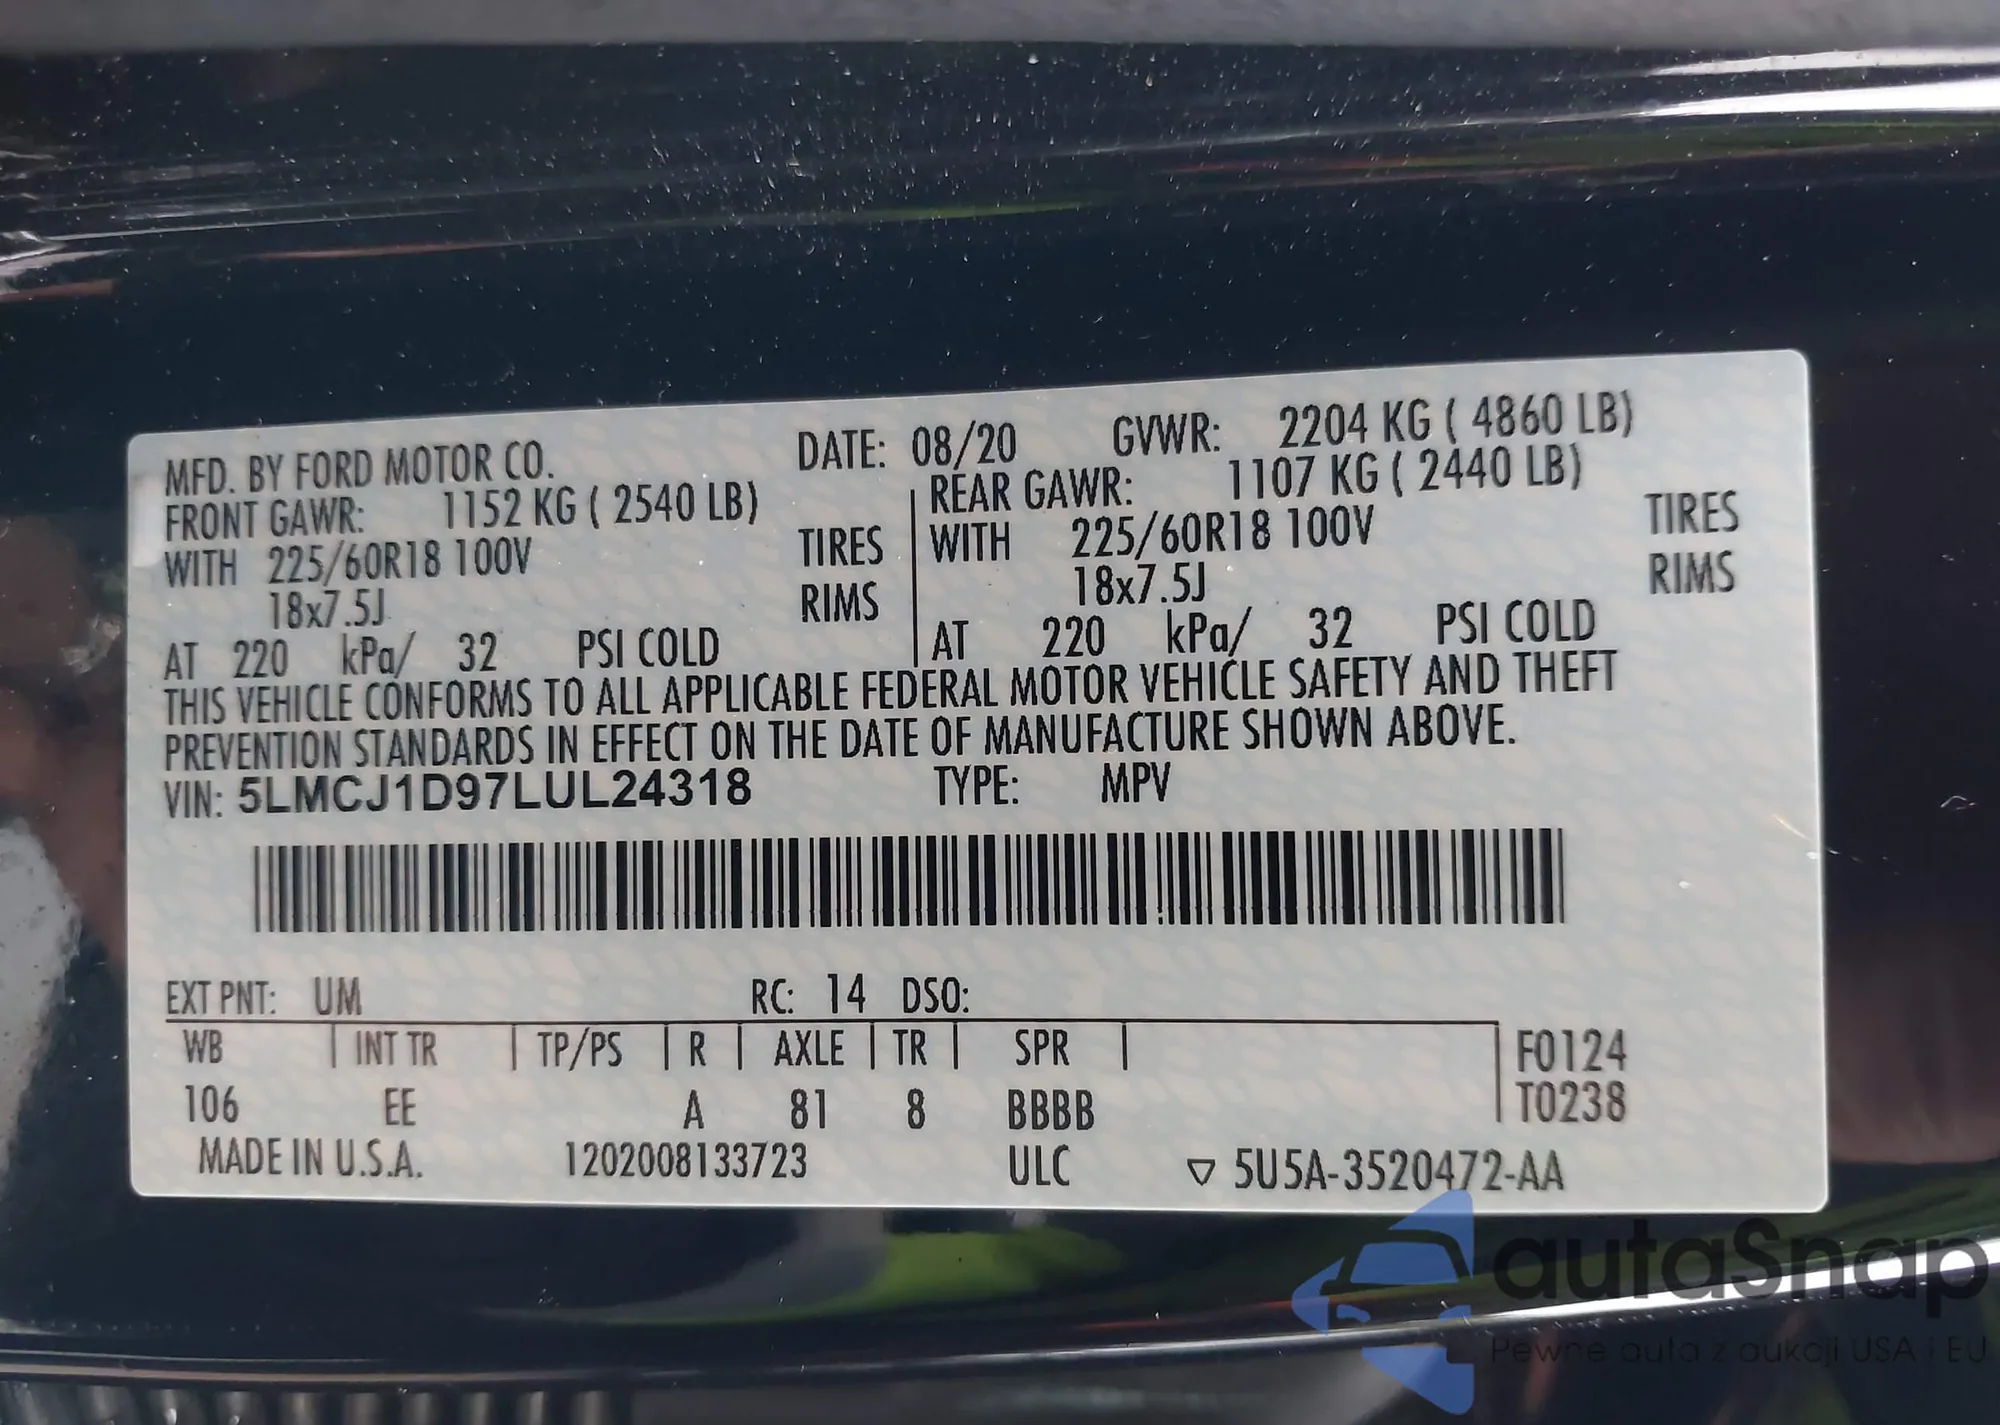 MFD. BY FORD MOTOR CO. DATE: 08/20 GVWR: 2204 KG ( 4860 LB)
FRONT GAWR: 1152 KG ( 2540 LB) REAR GAWR: 1107 KG ( 2440 LB)
WITH 225/60R18 100V TIRES WITH 225/60R18 100V TIRES
18x7.5J RIMS 18x7.5J RIMS
AT 220 kPa/ 32 PSI COLD AT 220 kPa/ 32 PSI COLD
THIS VEHICLE CONFORMS TO ALL APPLICABLE FEDERAL MOTOR VEHICLE SAFETY AND THEFT
PREVENTION STANDARDS IN EFFECT ON THE DATE OF MANUFACTURE SHOWN ABOVE.
VIN: 5LMCJ1D97LUL24318 TYPE: MPV
EXT PNT: UM RC: 14 DSO:
WB INT TR TP/PS R AXLE TR SPR F0124
106 EE A 81 8 BBBB T0238
MADE IN U.S.A. 1202008133723 ULC ▽ 5U5A-3520472-AA
autaSnap
Pewne auta z aukcji USA i EU